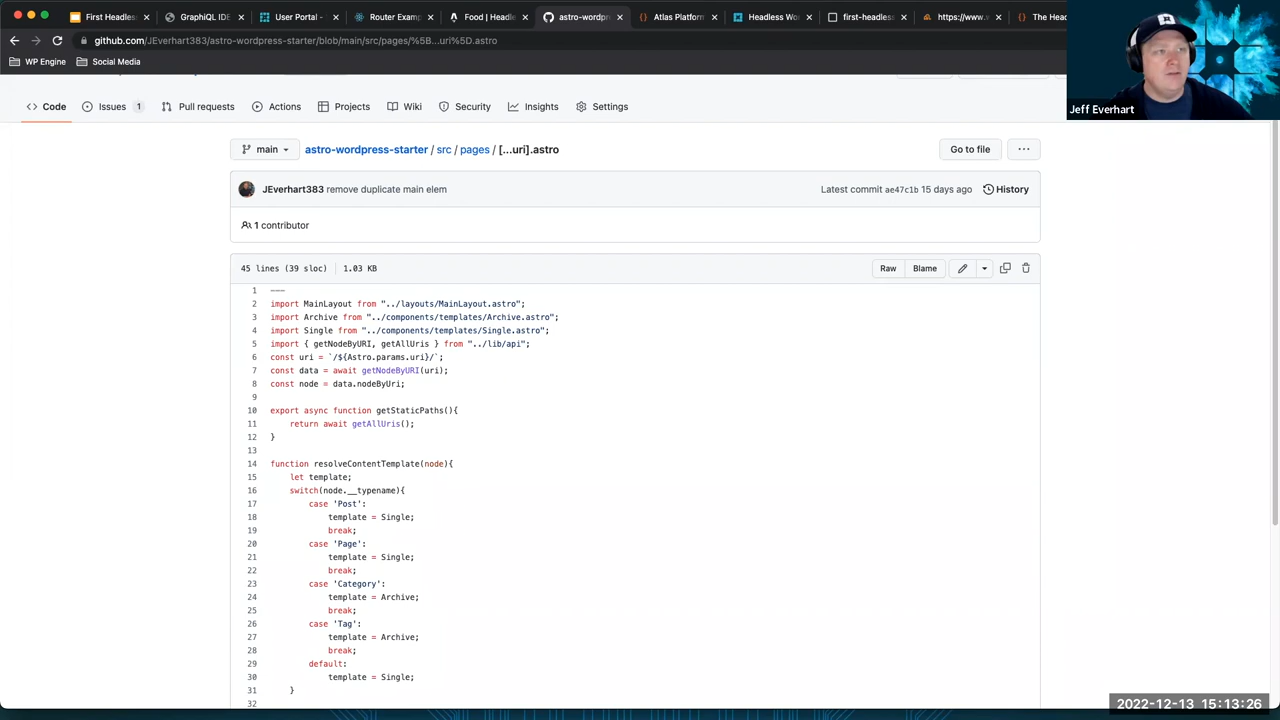 First Headless
GraphiQL IDE
User Portal -
Router Examp
Food | Headles
astro-wordpr
Atlas Platform
Headless Wor
first-headless
https://www.w
The Head
github.com/JEverhart383/astro-wordpress-starter/blob/main/src/pages/%5B...uri%5D.astro
WP Engine
Social Media
Jeff Everhart
<> Code
Issues 1
Pull requests
Actions
Projects
Wiki
Security
Insights
Settings
main
astro-wordpress-starter / src / pages / [...uri].astro
Go to file
...
JEverhart383 remove duplicate main elem
Latest commit ae47c1b 15 days ago
History
1 contributor
45 lines (39 sloc) 1.03 KB
Raw
Blame
1 ---
2 import MainLayout from "../layouts/MainLayout.astro";
3 import Archive from "../components/templates/Archive.astro";
4 import Single from "../components/templates/Single.astro";
5 import { getNodeByURI, getAllUris } from "../lib/api";
6 const uri = `/${Astro.params.uri}/`;
7 const data = await getNodeByURI(uri);
8 const node = data.nodeByUri;
9
10 export async function getStaticPaths(){
11 return await getAllUris();
12 }
13
14 function resolveContentTemplate(node){
15 let template;
16 switch(node.__typename){
17 case 'Post':
18 template = Single;
19 break;
20 case 'Page':
21 template = Single;
22 break;
23 case 'Category':
24 template = Archive;
25 break;
26 case 'Tag':
27 template = Archive;
28 break;
29 default:
30 template = Single;
31 }
32
2022-12-13 15:13:26